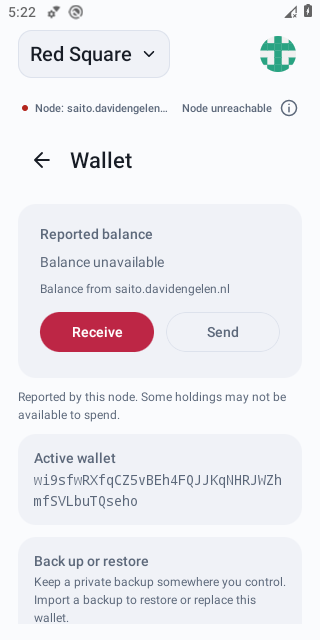 5:22
Red Square
Node: saito.davidengelen... Node unreachable
Wallet
Reported balance
Balance unavailable
Balance from saito.davidengelen.nl
Receive Send
Reported by this node. Some holdings may not be
available to spend.
Active wallet
wi9sfwRXfqCZ5vBEh4FQJJKqNHRJWZh
mfSVLbuTQseho
Back up or restore
Keep a private backup somewhere you control.
Import a backup to restore or replace this
wallet.